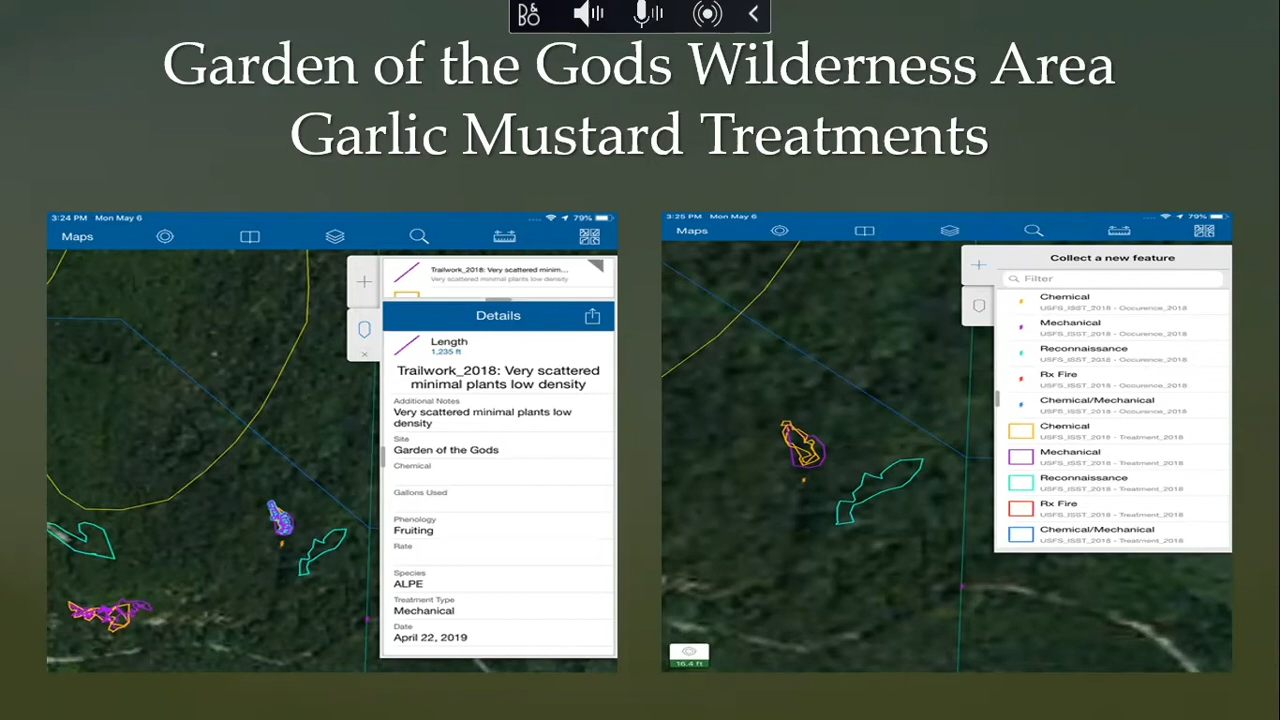 B&O
Garden of the Gods Wilderness Area
Garlic Mustard Treatments
3:24 PM Mon May 6
79%
Maps
Trailwork_2018: Very scattered minim...
Very scattered minimal plants low density
Details
Length
1,235 ft
Trailwork_2018: Very scattered
minimal plants low density
Additional Notes
Very scattered minimal plants low
density
Site
Garden of the Gods
Chemical
Gallons Used
Phenology
Fruiting
Rate
Species
ALPE
Treatment Type
Mechanical
Date
April 22, 2019
3:25 PM Mon May 6
79%
Maps
Collect a new feature
Filter
Chemical
USFS_ISST_2018 - Occurence_2018
Mechanical
USFS_ISST_2018 - Occurence_2018
Reconnaissance
USFS_ISST_2018 - Occurence_2018
Rx Fire
USFS_ISST_2018 - Occurence_2018
Chemical/Mechanical
USFS_ISST_2018 - Occurence_2018
Chemical
USFS_ISST_2018 - Treatment_2018
Mechanical
USFS_ISST_2018 - Treatment_2018
Reconnaissance
USFS_ISST_2018 - Treatment_2018
Rx Fire
USFS_ISST_2018 - Treatment_2018
Chemical/Mechanical
USFS_ISST_2018 - Treatment_2018
16.4 ft